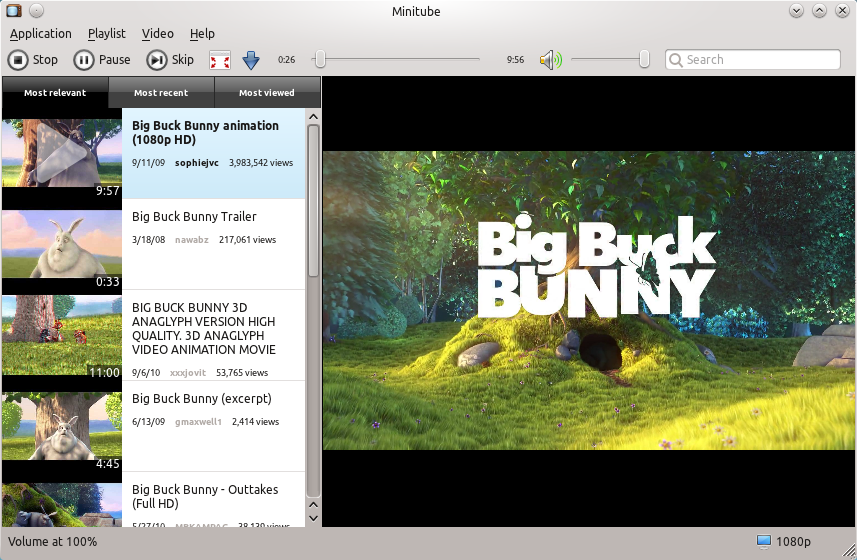 Minitube
Application Playlist Video Help
Stop Pause Skip 0:26 9:56 Search
Most relevant Most recent Most viewed
Big Buck Bunny animation
(1080p HD)
9/11/09 sophiejvc 3,983,542 views
9:57
Big Buck Bunny Trailer
3/18/08 nawabz 217,061 views
0:33
BIG BUCK BUNNY 3D
ANAGLYPH VERSION HIGH
QUALITY. 3D ANAGLYPH
VIDEO ANIMATION MOVIE
9/6/10 xxxjovit 53,765 views
11:00
Big Buck Bunny (excerpt)
6/13/09 gmaxwell1 2,414 views
4:45
Big Buck Bunny - Outtakes
(Full HD)
5/27/10 38,139 views
Big Buck
BUNNY
Volume at 100%
1080p